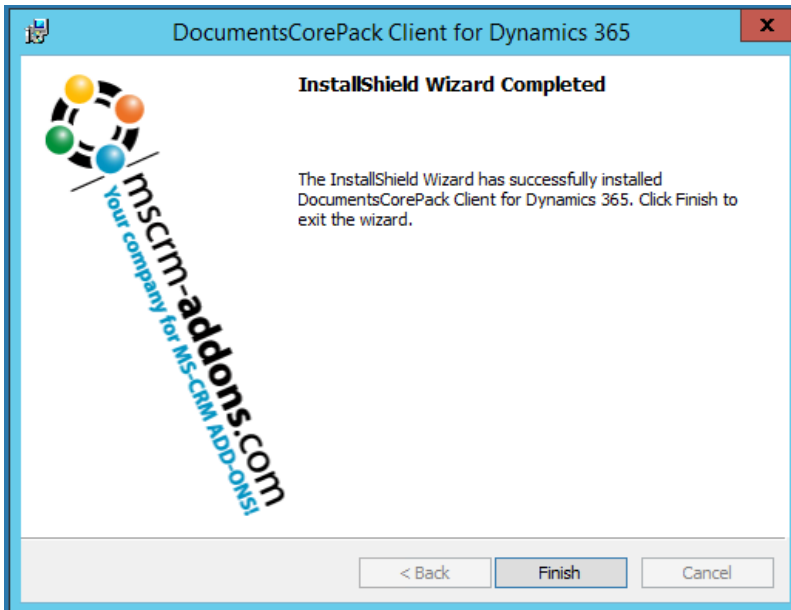 DocumentsCorePack Client for Dynamics 365
x
InstallShield Wizard Completed
The InstallShield Wizard has successfully installed
DocumentsCorePack Client for Dynamics 365. Click Finish to
exit the wizard.
mscrm-addons.com
Your company for MS-CRM ADD-ONS!
< Back
Finish
Cancel